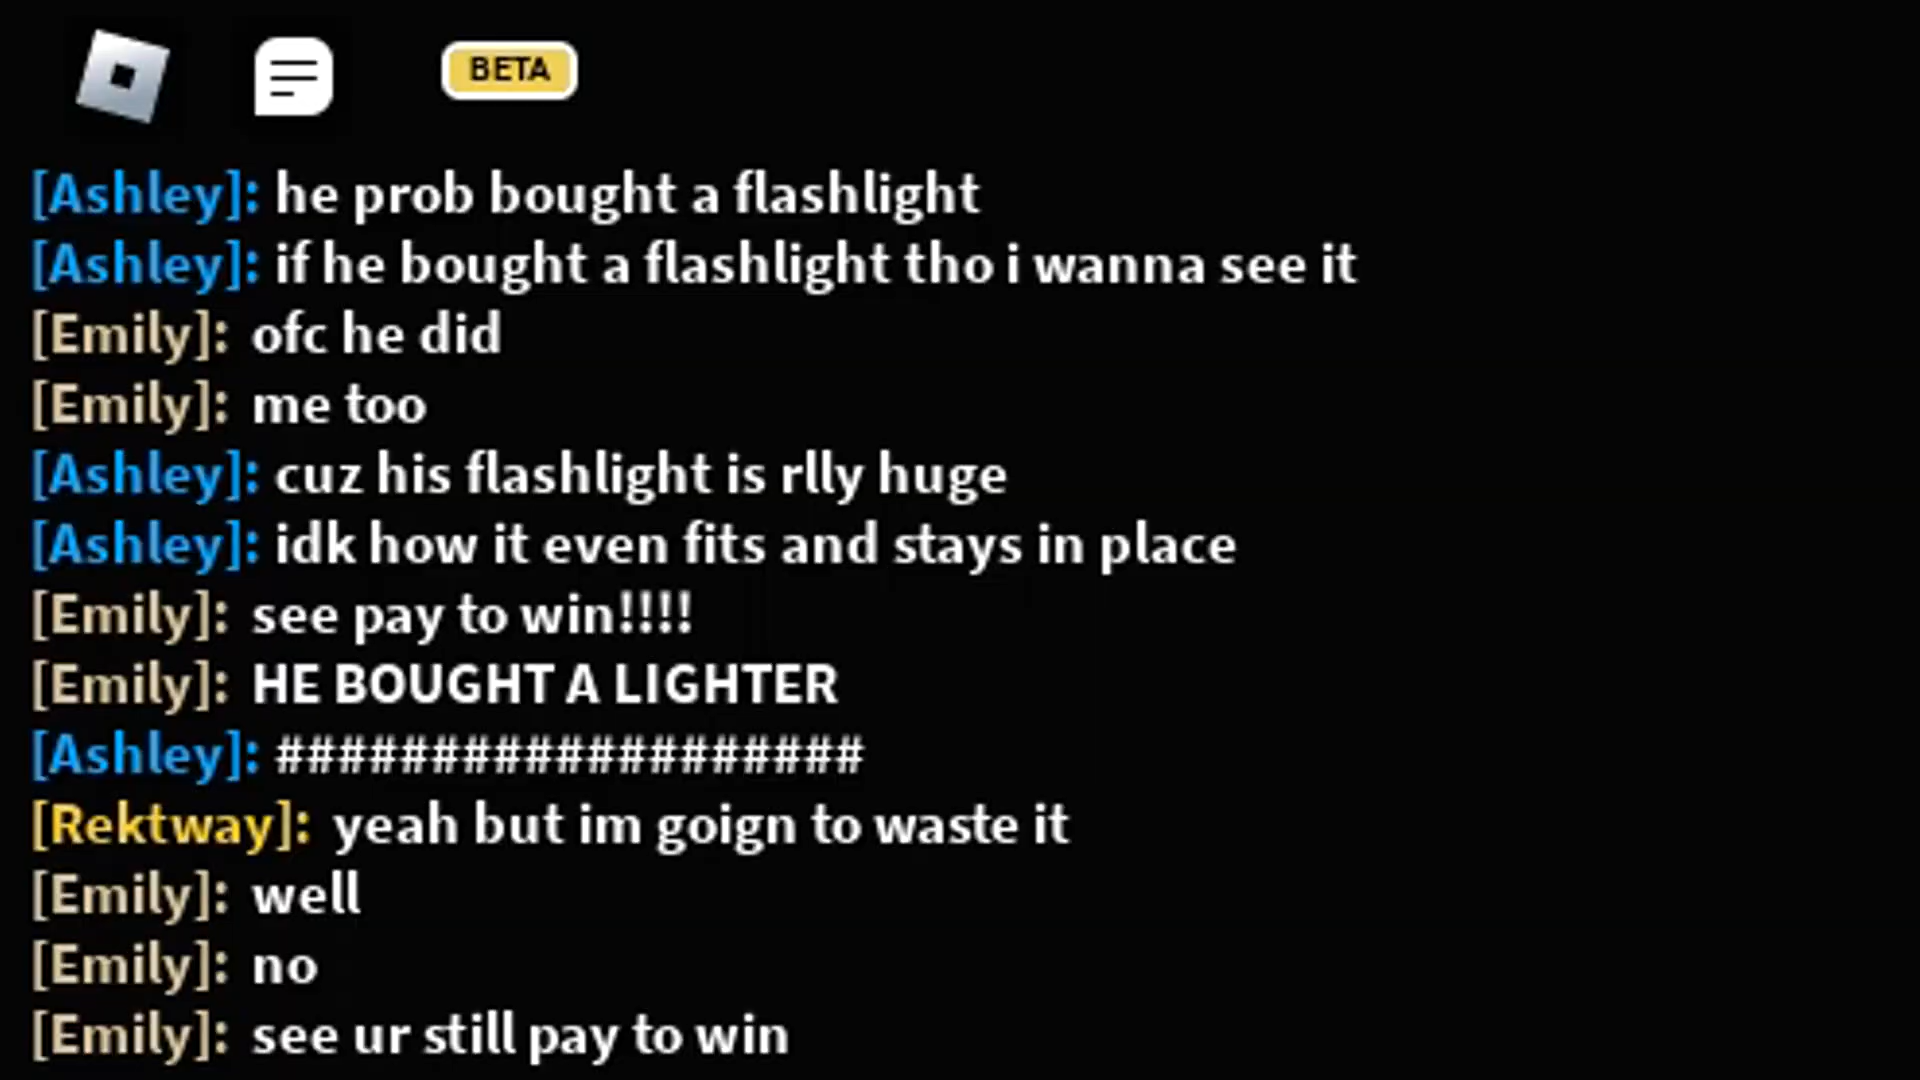 BETA
[Ashley]: he prob bought a flashlight
[Ashley]: if he bought a flashlight tho i wanna see it
[Emily]: ofc he did
[Emily]: me too
[Ashley]: cuz his flashlight is rlly huge
[Ashley]: idk how it even fits and stays in place
[Emily]: see pay to win!!!!
[Emily]: HE BOUGHT A LIGHTER
[Ashley]: ###################
[Rektway]: yeah but im goign to waste it
[Emily]: well
[Emily]: no
[Emily]: see ur still pay to win